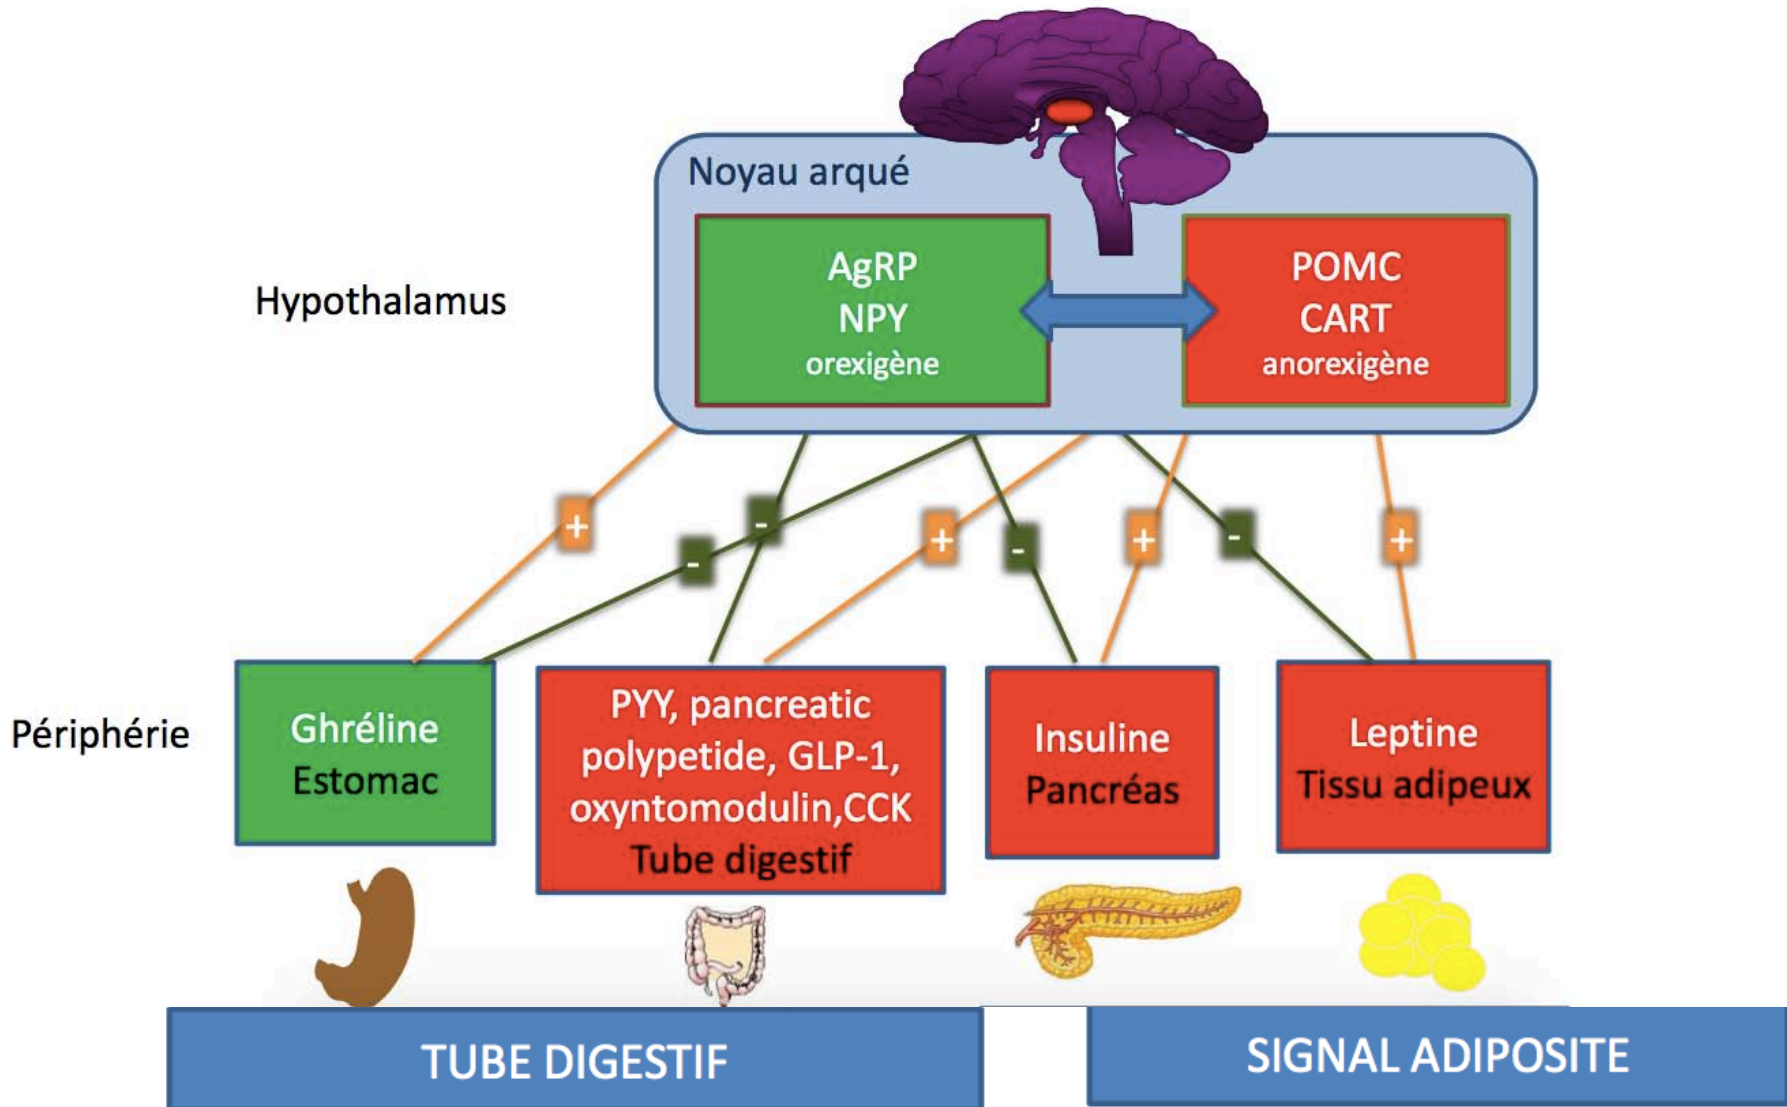 Noyau arqué
Hypothalamus
AgRP
NPY
orexigène
POMC
CART
anorexigène
+
-
-
+
-
+
-
+
Périphérie
Ghréline
Estomac
PYY, pancreatic
polypetide, GLP-1,
oxyntomodulin,CCK
Tube digestif
Insuline
Pancréas
Leptine
Tissu adipeux
TUBE DIGESTIF
SIGNAL ADIPOSITE